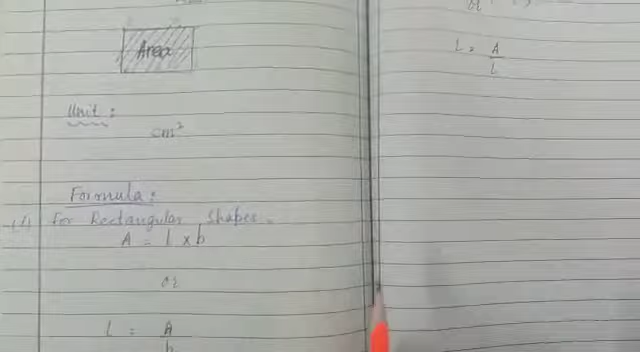 Area
Unit :
cm²
Formula :
(1) For Rectangular Shapes.
A = l × b
or
L = A
b
L = A
L